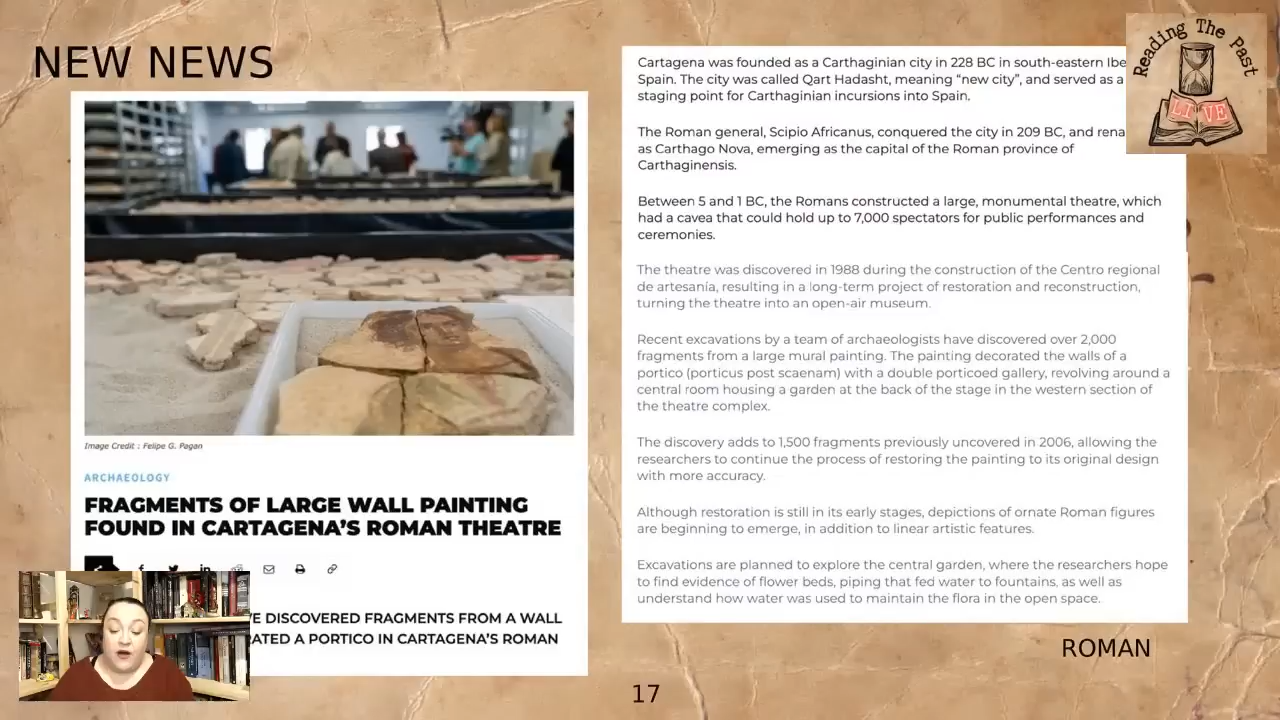 NEW NEWS
Reading The Past
LIVE
Image Credit : Felipe G. Pagan
ARCHAEOLOGY
FRAGMENTS OF LARGE WALL PAINTING
FOUND IN CARTAGENA'S ROMAN THEATRE
E DISCOVERED FRAGMENTS FROM A WALL
ATED A PORTICO IN CARTAGENA'S ROMAN
Cartagena was founded as a Carthaginian city in 228 BC in south-eastern Ibe
Spain. The city was called Qart Hadasht, meaning “new city”, and served as a
staging point for Carthaginian incursions into Spain.
The Roman general, Scipio Africanus, conquered the city in 209 BC, and rena
as Carthago Nova, emerging as the capital of the Roman province of
Carthaginensis.
Between 5 and 1 BC, the Romans constructed a large, monumental theatre, which
had a cavea that could hold up to 7,000 spectators for public performances and
ceremonies.
The theatre was discovered in 1988 during the construction of the Centro regional
de artesanía, resulting in a long-term project of restoration and reconstruction,
turning the theatre into an open-air museum.
Recent excavations by a team of archaeologists have discovered over 2,000
fragments from a large mural painting. The painting decorated the walls of a
portico (porticus post scaenam) with a double porticoed gallery, revolving around a
central room housing a garden at the back of the stage in the western section of
the theatre complex.
The discovery adds to 1,500 fragments previously uncovered in 2006, allowing the
researchers to continue the process of restoring the painting to its original design
with more accuracy.
Although restoration is still in its early stages, depictions of ornate Roman figures
are beginning to emerge, in addition to linear artistic features.
Excavations are planned to explore the central garden, where the researchers hope
to find evidence of flower beds, piping that fed water to fountains, as well as
understand how water was used to maintain the flora in the open space.
ROMAN
17